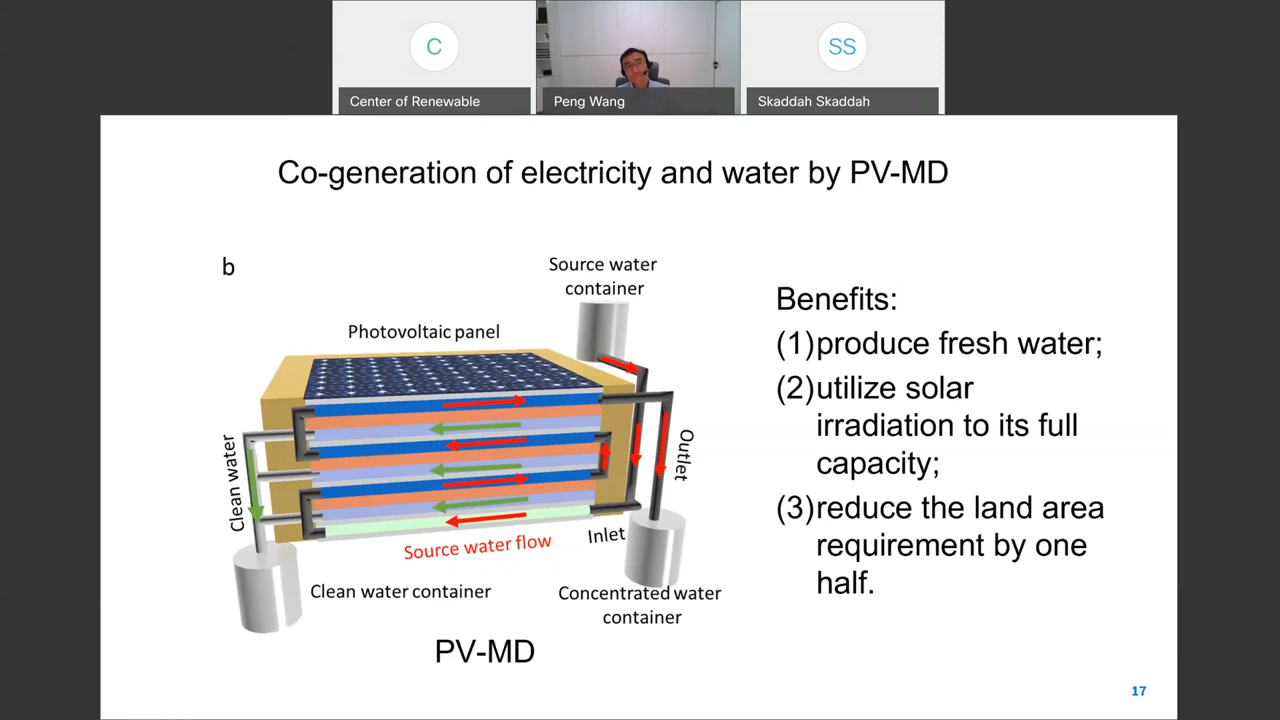 C
SS
Center of Renewable
Peng Wang
Skaddah Skaddah
Co-generation of electricity and water by PV-MD
b
Source water
container
Photovoltaic panel
Clean water
Outlet
Source water flow
Inlet
Clean water container
Concentrated water
container
PV-MD
Benefits:
(1)produce fresh water;
(2)utilize solar
irradiation to its full
capacity;
(3)reduce the land area
requirement by one
half.
17